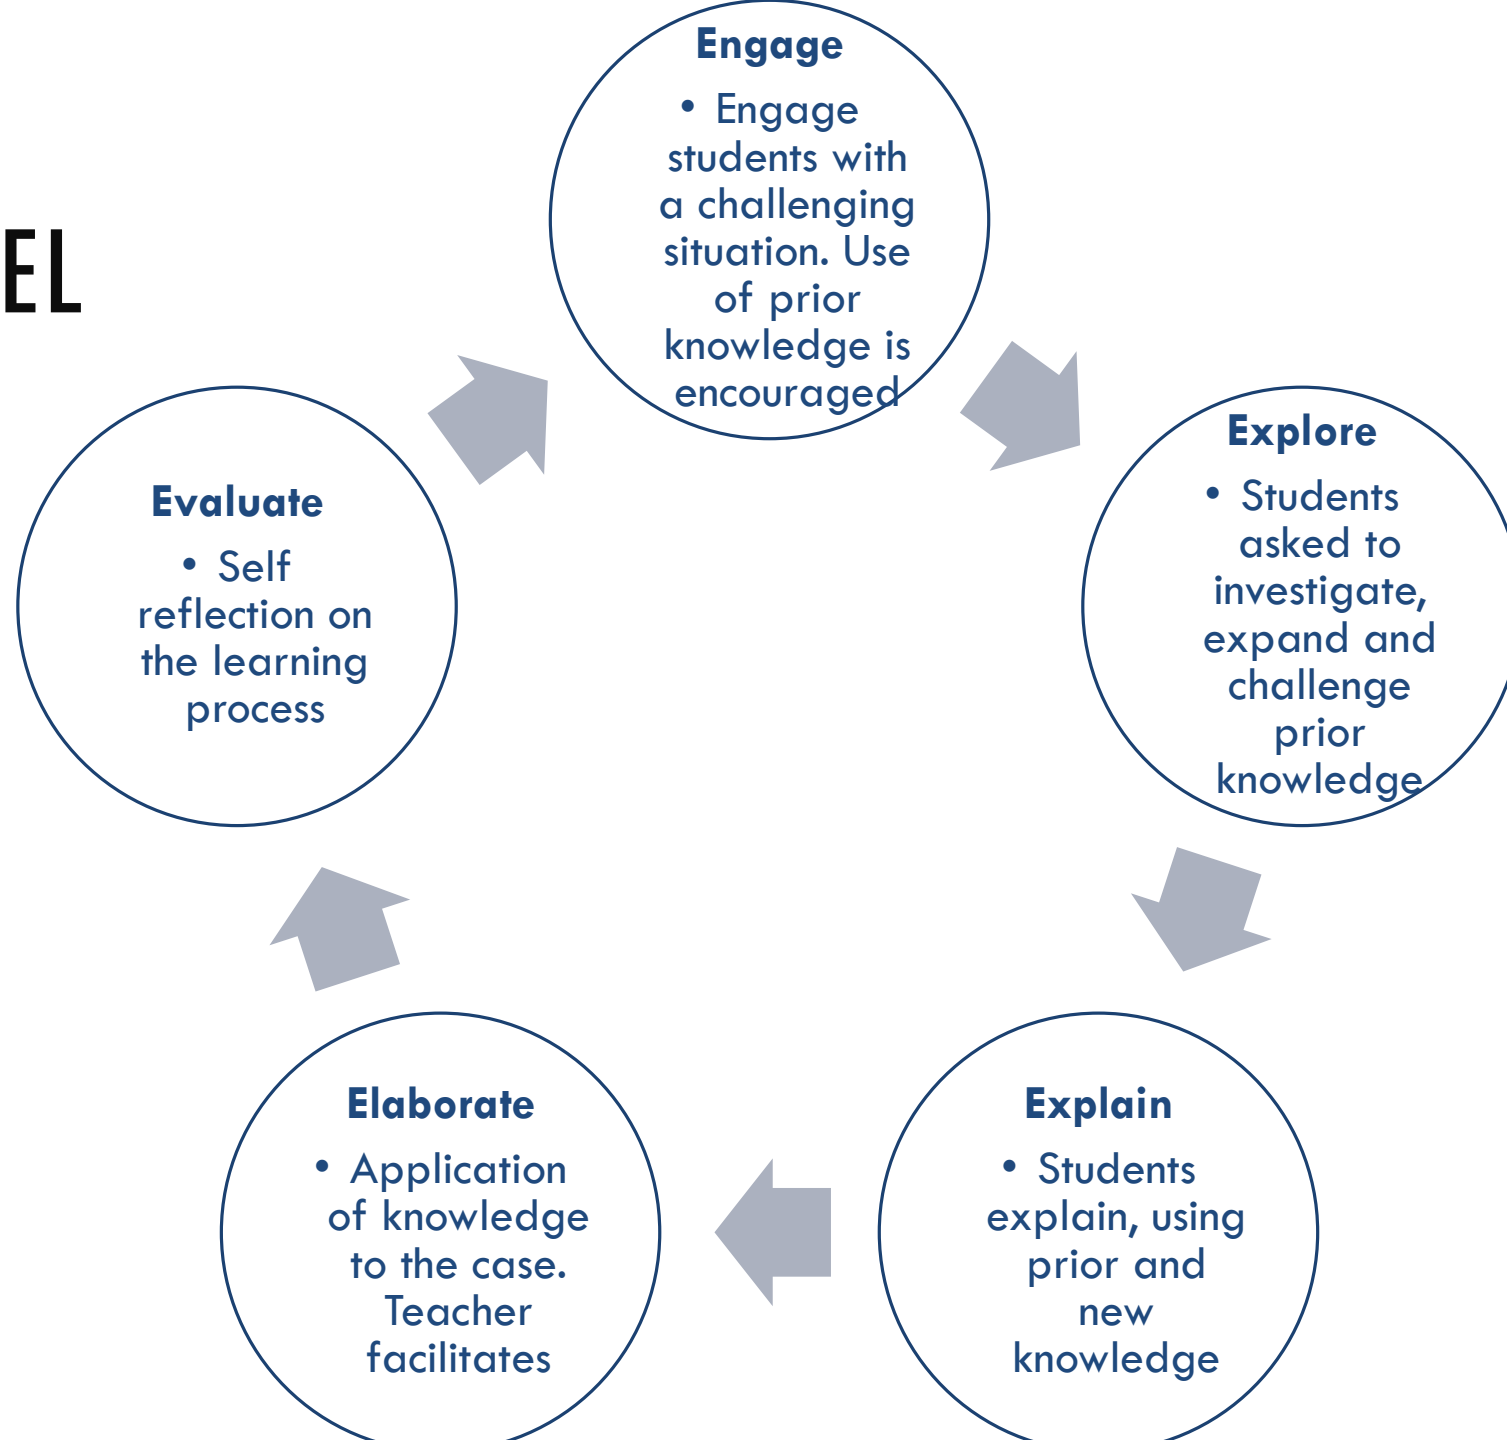 EL
Engage
• Engage
students with
a challenging
situation. Use
of prior
knowledge is
encouraged
Explore
• Students
asked to
investigate,
expand and
challenge
prior
knowledge
Explain
• Students
explain, using
prior and
new
knowledge
Elaborate
• Application
of knowledge
to the case.
Teacher
facilitates
Evaluate
• Self
reflection on
the learning
process